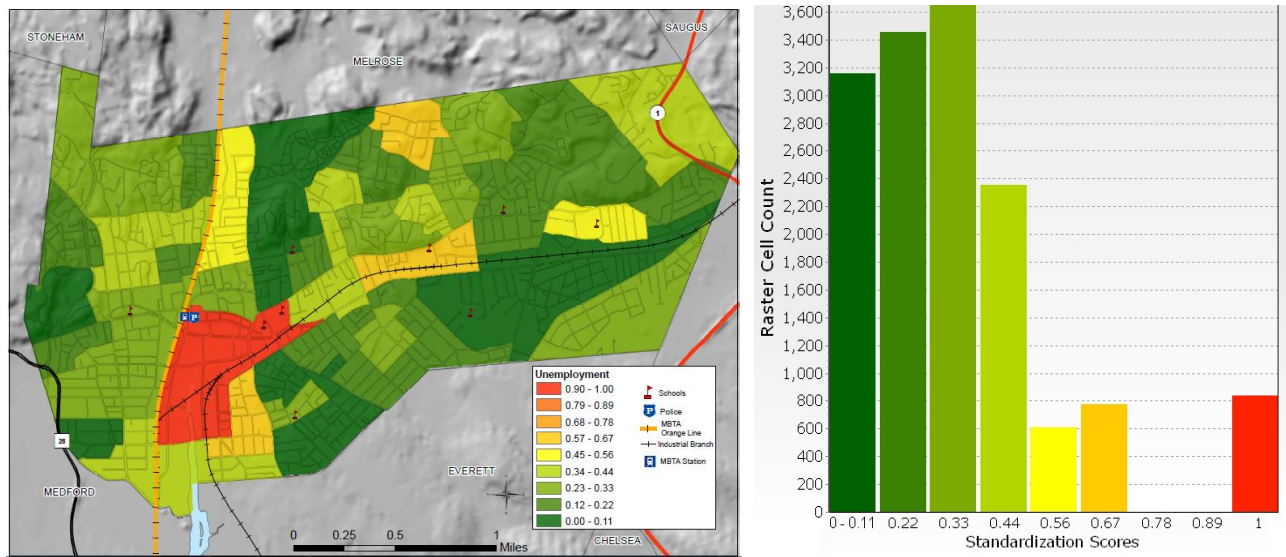 STONEHAM
SAUGUS
MELROSE
1
P
28
MEDFORD
EVERETT
CHELSEA
Unemployment
0.90 - 1.00
0.79 - 0.89
0.68 - 0.78
0.57 - 0.67
0.45 - 0.56
0.34 - 0.44
0.23 - 0.33
0.12 - 0.22
0.00 - 0.11
Schools
P Police
MBTA
Orange Line
Industrial Branch
MBTA Station
0 0.25 0.5 1
Miles
Raster Cell Count
3,600
3,400
3,200
3,000
2,800
2,600
2,400
2,200
2,000
1,800
1,600
1,400
1,200
1,000
800
600
400
200
0
0 - 0.11 0.22 0.33 0.44 0.56 0.67 0.78 0.89 1
Standardization Scores